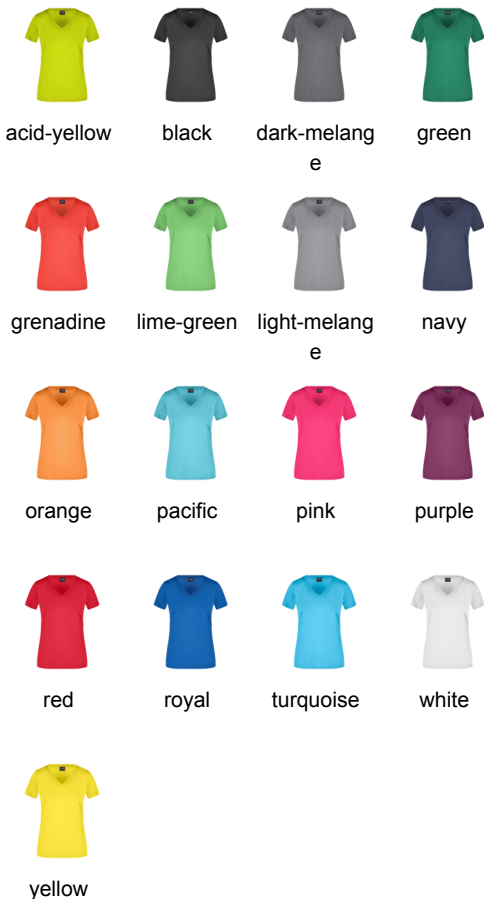 acid-yellow black dark-melang green
e
grenadine lime-green light-melang navy
e
orange pacific pink purple
red royal turquoise white
yellow